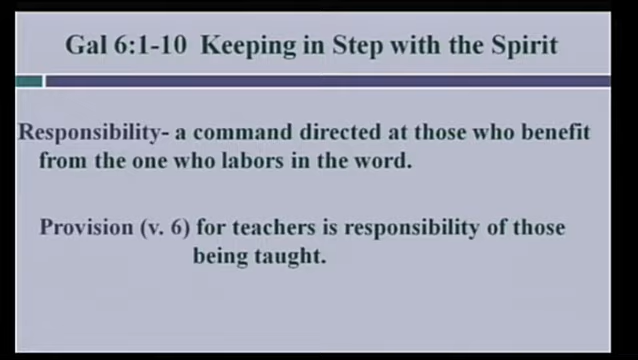 Gal 6:1-10 Keeping in Step with the Spirit
Responsibility- a command directed at those who benefit
from the one who labors in the word.
Provision (v. 6) for teachers is responsibility of those
being taught.